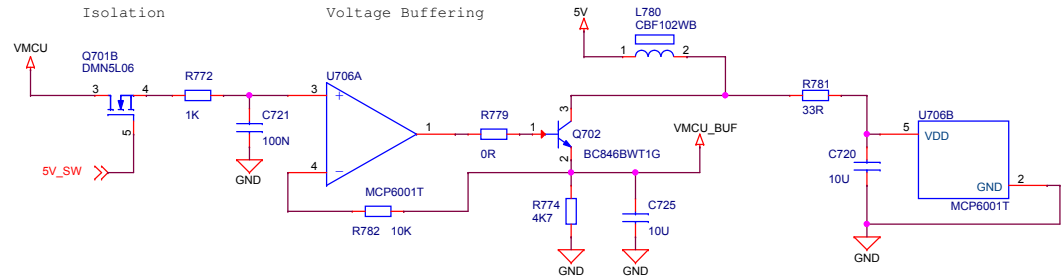 Isolation
Voltage Buffering
VMCU
Q701B
DMN5L06
3
4
5
5V_SW
R772
1K
C721
100N
GND
U706A
3
+
4
−
1
MCP6001T
R782
10K
R779
0R
1
3
2
Q702
BC846BWT1G
5V
L780
CBF102WB
1
2
VMCU_BUF
R774
4K7
GND
C725
10U
GND
R781
33R
C720
10U
GND
U706B
5
VDD
GND
2
MCP6001T